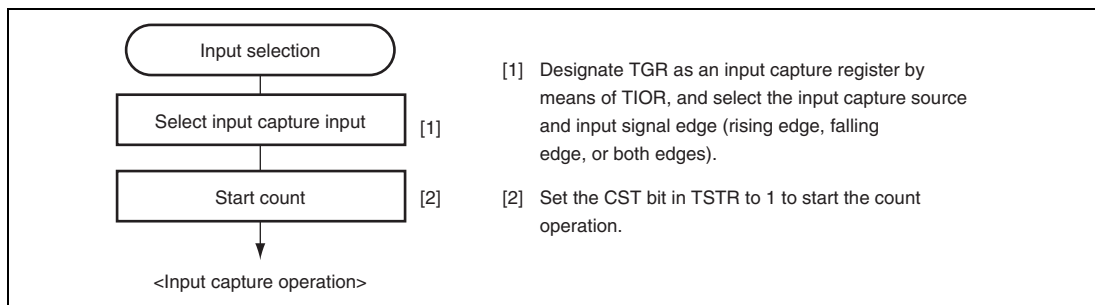 Input selection
Select input capture input
[1]
Start count
[2]
<Input capture operation>
[1] Designate TGR as an input capture register by
means of TIOR, and select the input capture source
and input signal edge (rising edge, falling
edge, or both edges).
[2] Set the CST bit in TSTR to 1 to start the count
operation.